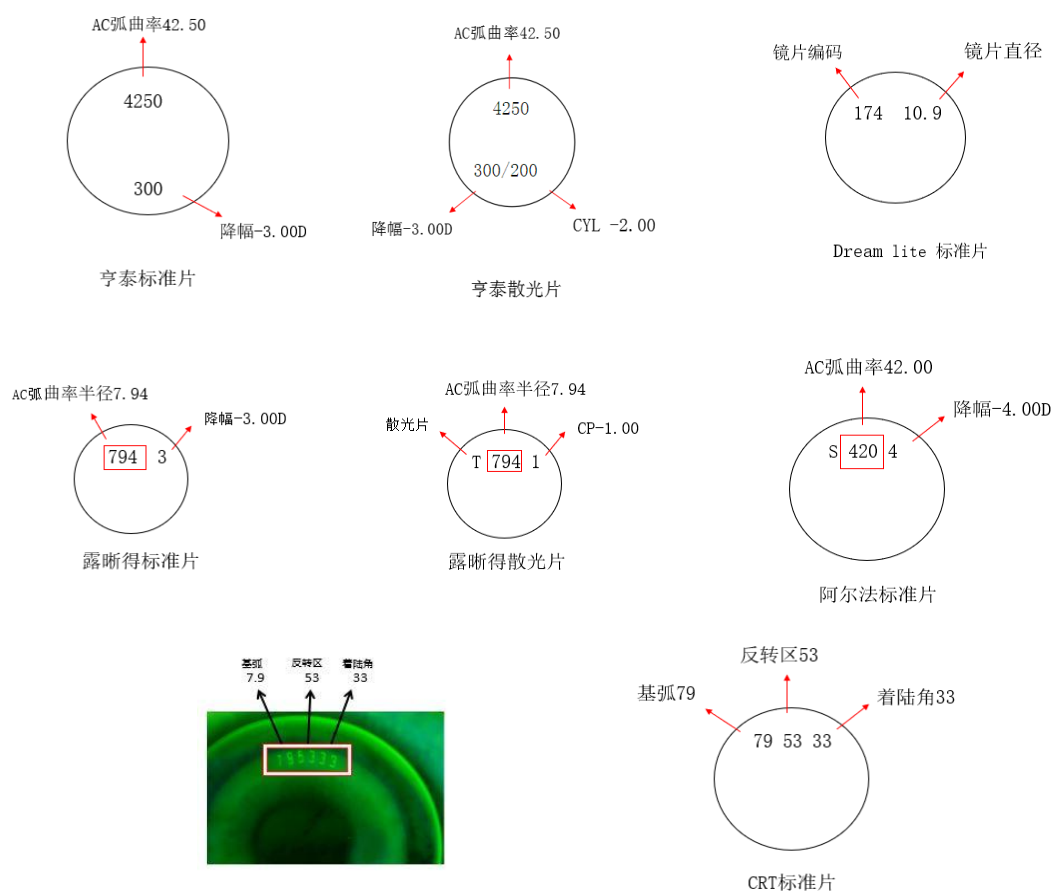 AC弧曲率42.50
4250
300
降幅-3.00D
亨泰标准片
AC弧曲率42.50
4250
300/200
降幅-3.00D
CYL -2.00
亨泰散光片
镜片编码
镜片直径
174 10.9
Dream lite 标准片
AC弧曲率半径7.94
降幅-3.00D
794 3
露晰得标准片
AC弧曲率半径7.94
散光片
CP-1.00
T 794 1
露晰得散光片
AC弧曲率42.00
降幅-4.00D
S 420 4
阿尔法标准片
基弧
7.9
反转区
53
着陆角
33
795333
反转区53
基弧79
着陆角33
79 53 33
CRT标准片